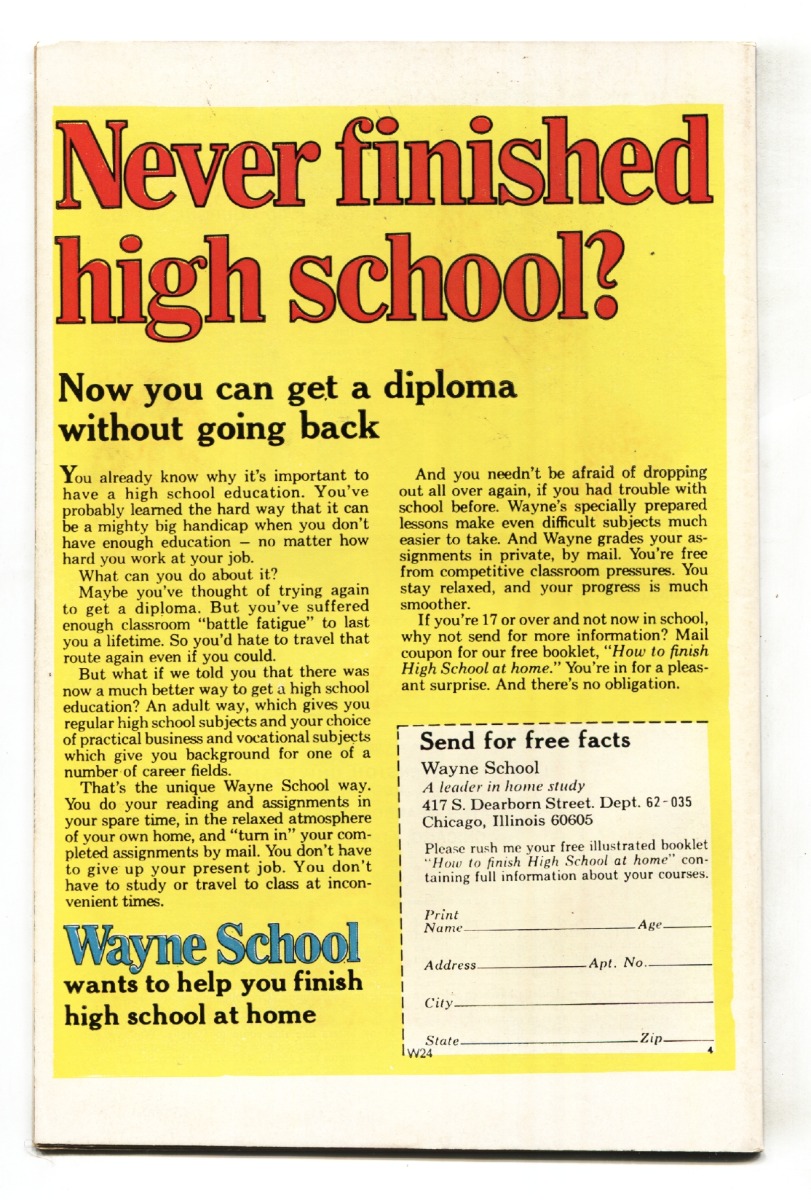 Never finished
high school?
Now you can get a diploma
without going back
You already know why it's important to
have a high school education. You've
probably learned the hard way that it can
be a mighty big handicap when you don't
have enough education – no matter how
hard you work at your job.
What can you do about it?
Maybe you've thought of trying again
to get a diploma. But you've suffered
enough classroom "battle fatigue" to last
you a lifetime. So you'd hate to travel that
route again even if you could.
But what if we told you that there was
now a much better way to get a high school
education? An adult way, which gives you
regular high school subjects and your choice
of practical business and vocational subjects
which give you background for one of a
number of career fields.
That's the unique Wayne School way.
You do your reading and assignments in
your spare time, in the relaxed atmosphere
of your own home, and "turn in" your com-
pleted assignments by mail. You don't have
to give up your present job. You don't
have to study or travel to class at incon-
venient times.
Wayne School
wants to help you finish
high school at home
And you needn't be afraid of dropping
out all over again, if you had trouble with
school before. Wayne's specially prepared
lessons make even difficult subjects much
easier to take. And Wayne grades your as-
signments in private, by mail. You're free
from competitive classroom pressures. You
stay relaxed, and your progress is much
smoother.
If you're 17 or over and not now in school,
why not send for more information? Mail
coupon for our free booklet, "How to finish
High School at home." You're in for a pleas-
ant surprise. And there's no obligation.
Send for free facts
Wayne School
A leader in home study
417 S. Dearborn Street. Dept. 62-035
Chicago, Illinois 60605
Please rush me your free illustrated booklet
"How to finish High School at home" con-
taining full information about your courses.
Print
Name Age
Address Apt. No.
City
State Zip
W24 4